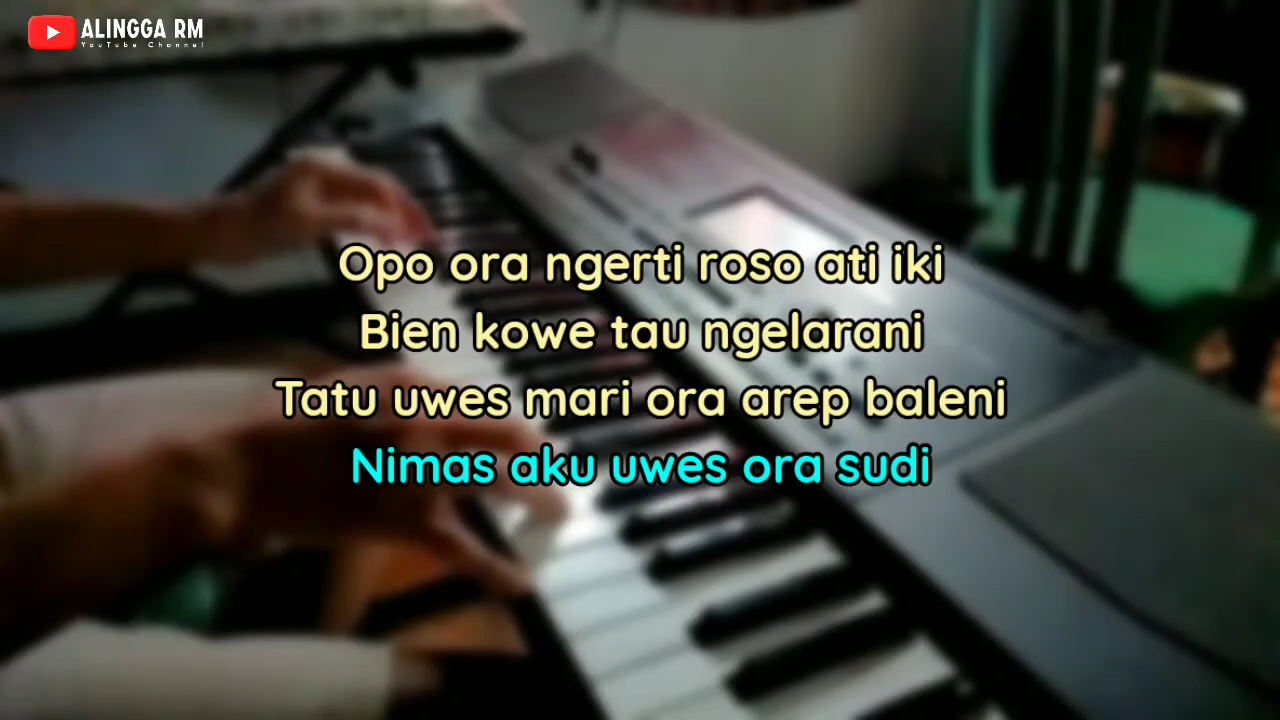 ALINGGA RM
YouTube Channel
Opo ora ngerti roso ati iki
Bien kowe tau ngelarani
Tatu uwes mari ora arep baleni
Nimas aku uwes ora sudi